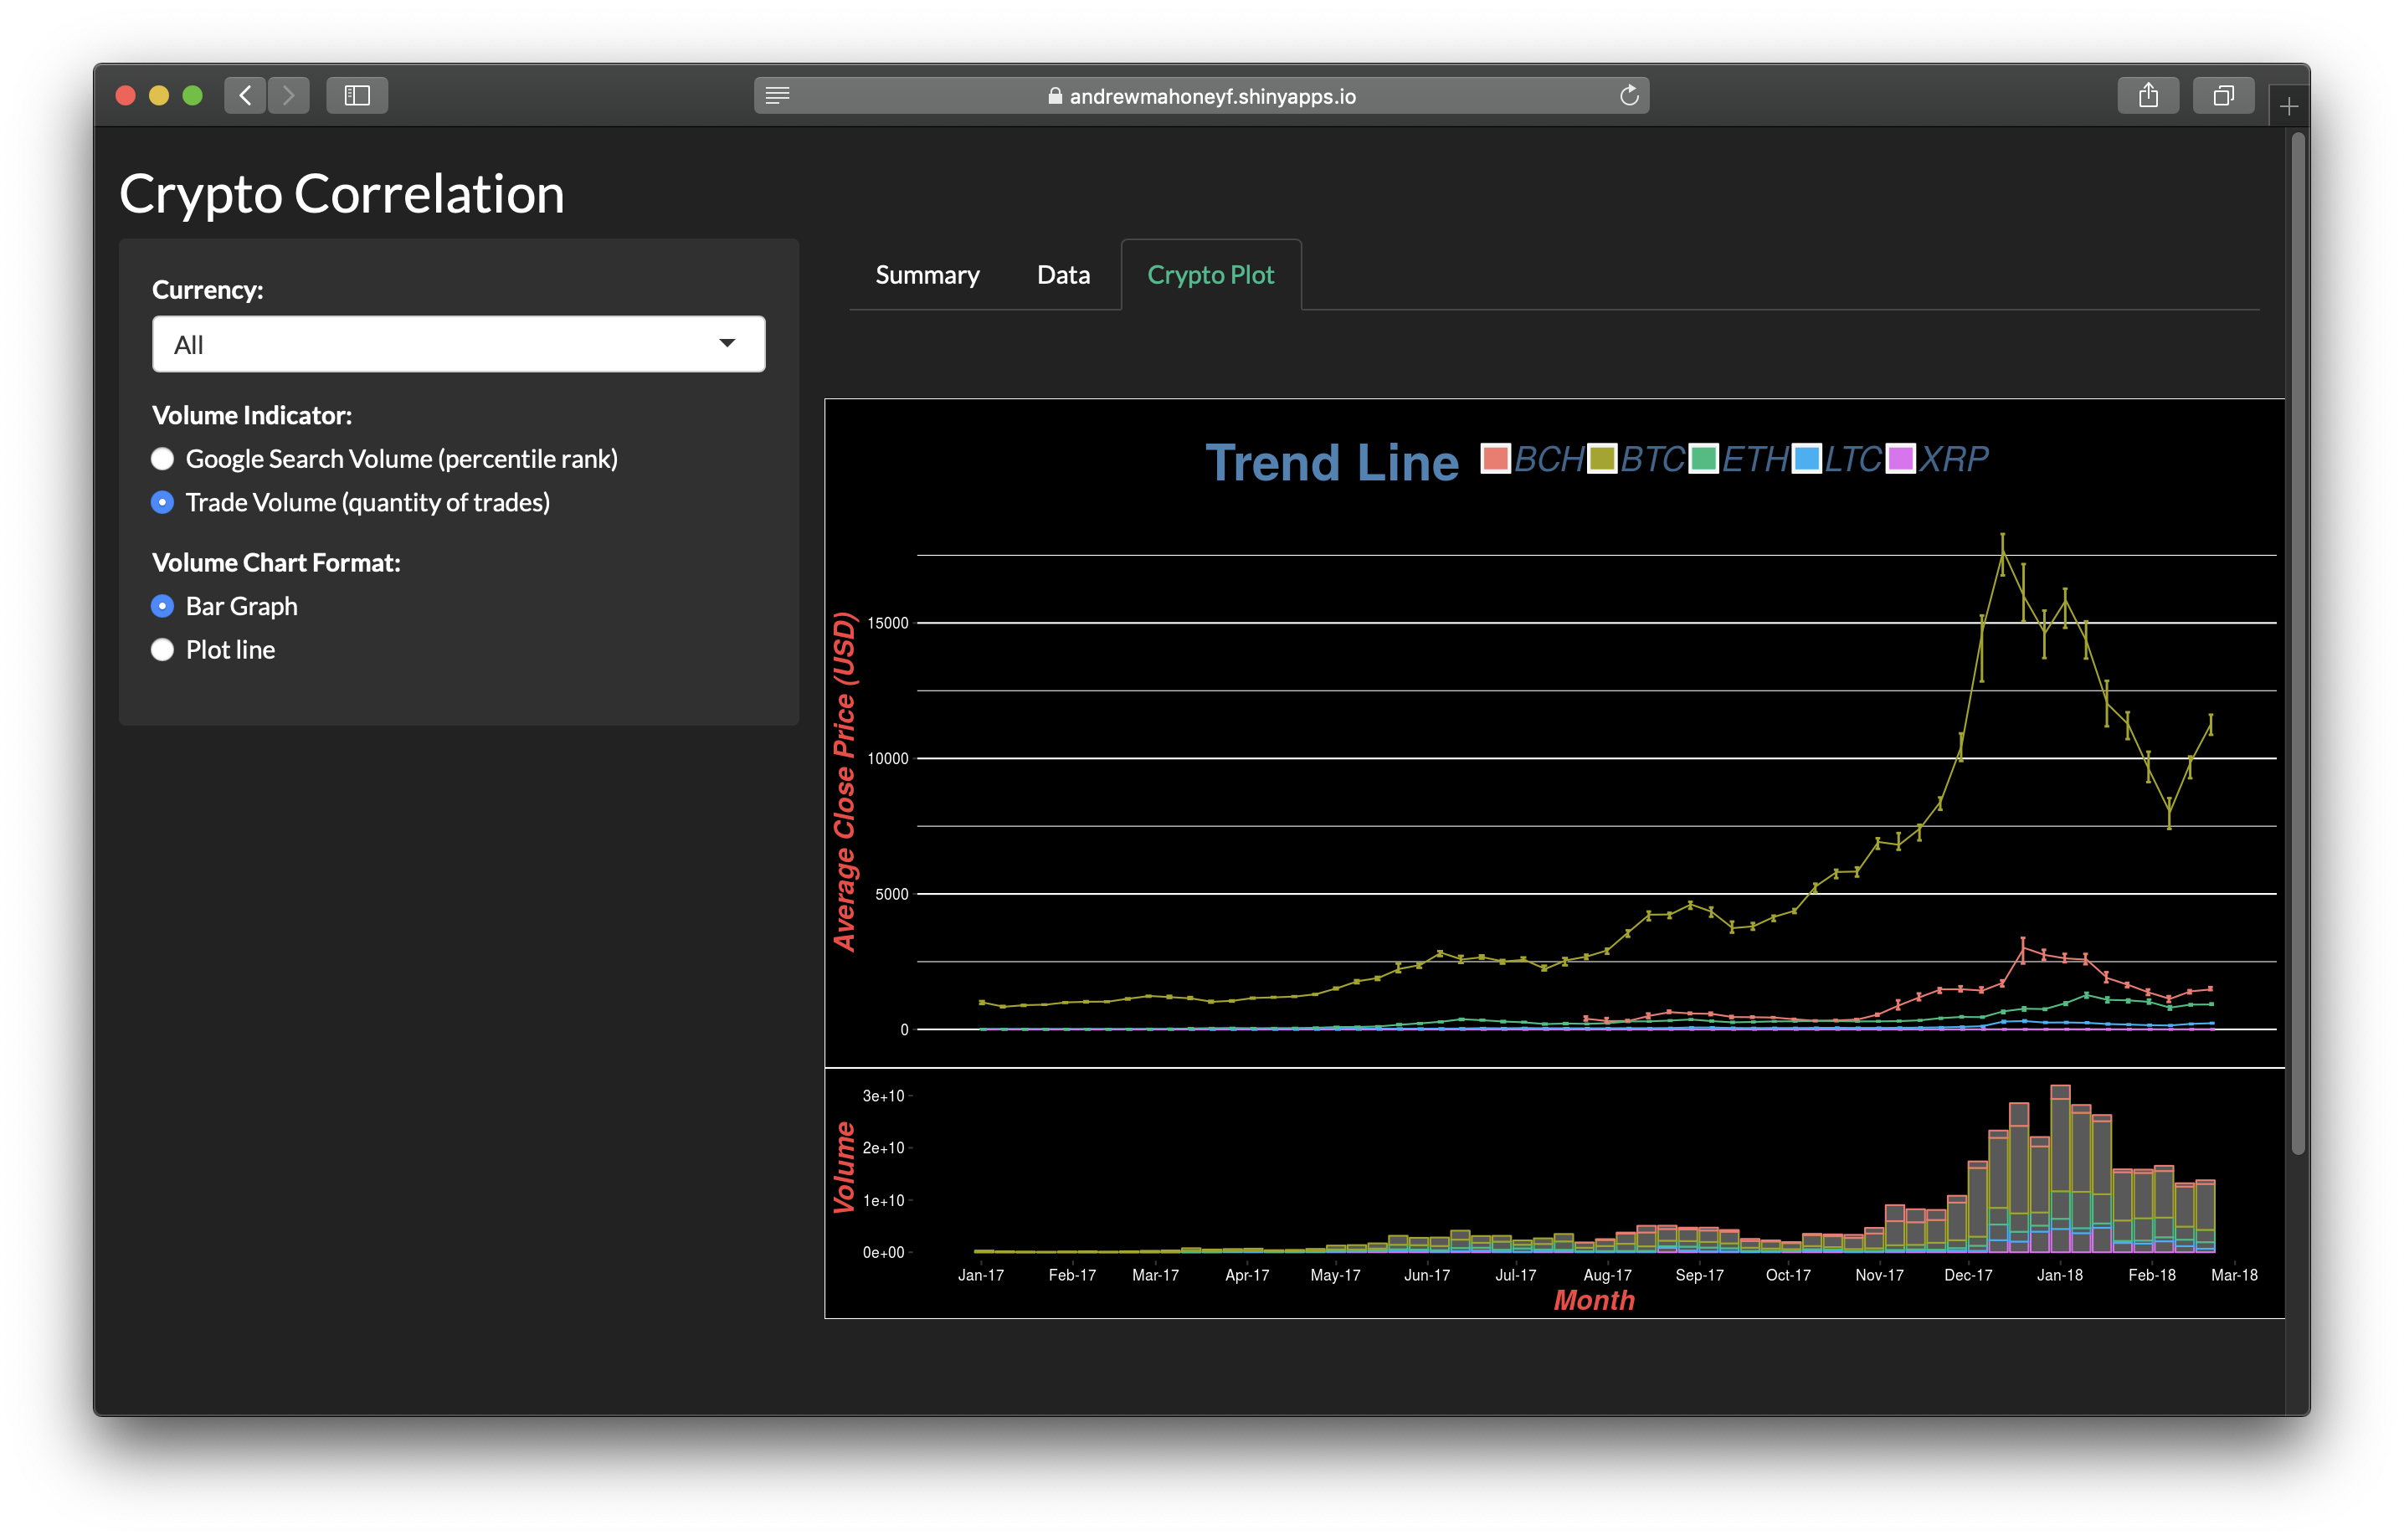 andrewmahoneyf.shinyapps.io
Crypto Correlation
Currency:
All
Volume Indicator:
Google Search Volume (percentile rank)
Trade Volume (quantity of trades)
Volume Chart Format:
Bar Graph
Plot line
Summary Data Crypto Plot
Trend Line BCH BTC ETH LTC XRP
Average Close Price (USD)
15000
10000
5000
0
Volume
3e+10
2e+10
1e+10
0e+00
Jan-17 Feb-17 Mar-17 Apr-17 May-17 Jun-17 Jul-17 Aug-17 Sep-17 Oct-17 Nov-17 Dec-17 Jan-18 Feb-18 Mar-18
Month